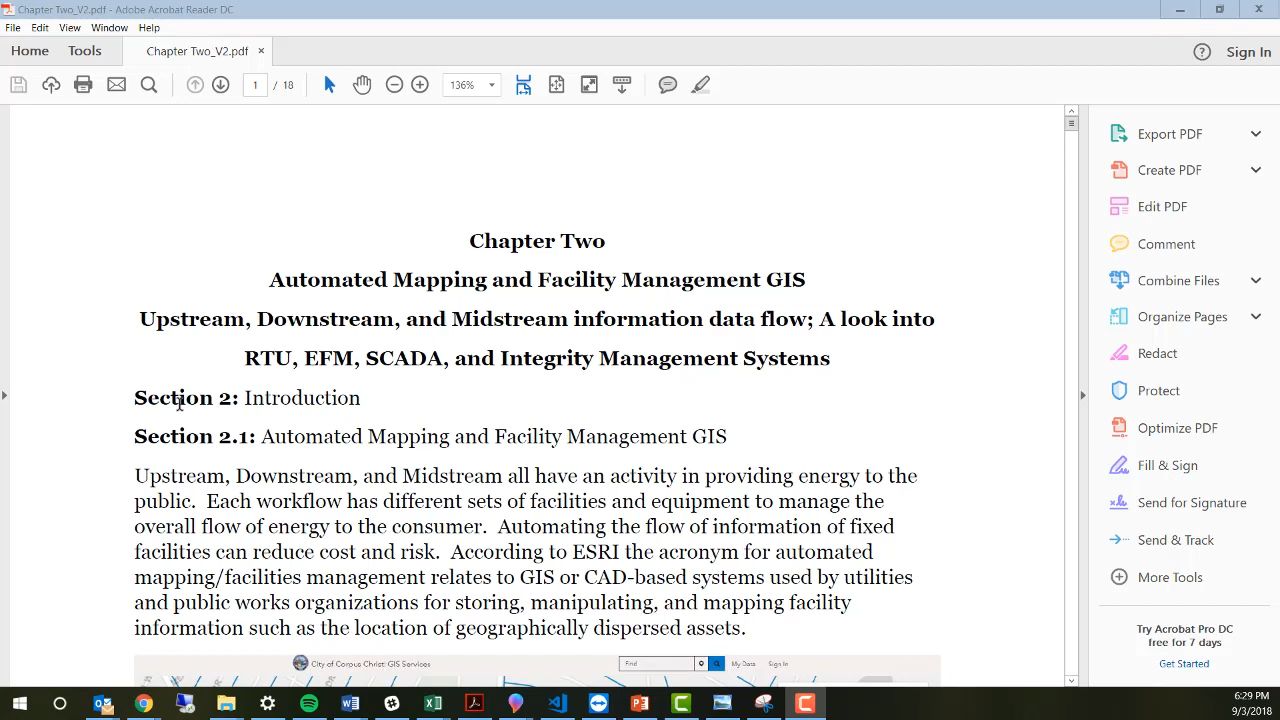 Chapter Two_V2.pdf - Adobe Acrobat Reader DC
File Edit View Window Help
Home Tools Chapter Two_V2.pdf × Sign In
1 / 18 136%
Chapter Two
Automated Mapping and Facility Management GIS
Upstream, Downstream, and Midstream information data flow; A look into
RTU, EFM, SCADA, and Integrity Management Systems
Section 2: Introduction
Section 2.1: Automated Mapping and Facility Management GIS
Upstream, Downstream, and Midstream all have an activity in providing energy to the
public. Each workflow has different sets of facilities and equipment to manage the
overall flow of energy to the consumer. Automating the flow of information of fixed
facilities can reduce cost and risk. According to ESRI the acronym for automated
mapping/facilities management relates to GIS or CAD-based systems used by utilities
and public works organizations for storing, manipulating, and mapping facility
information such as the location of geographically dispersed assets.
City of Corpus Christi GIS Services Find My Data Sign In
Export PDF
Create PDF
Edit PDF
Comment
Combine Files
Organize Pages
Redact
Protect
Optimize PDF
Fill & Sign
Send for Signature
Send & Track
More Tools
Try Acrobat Pro DC
free for 7 days
Get Started
6:29 PM
9/3/2018